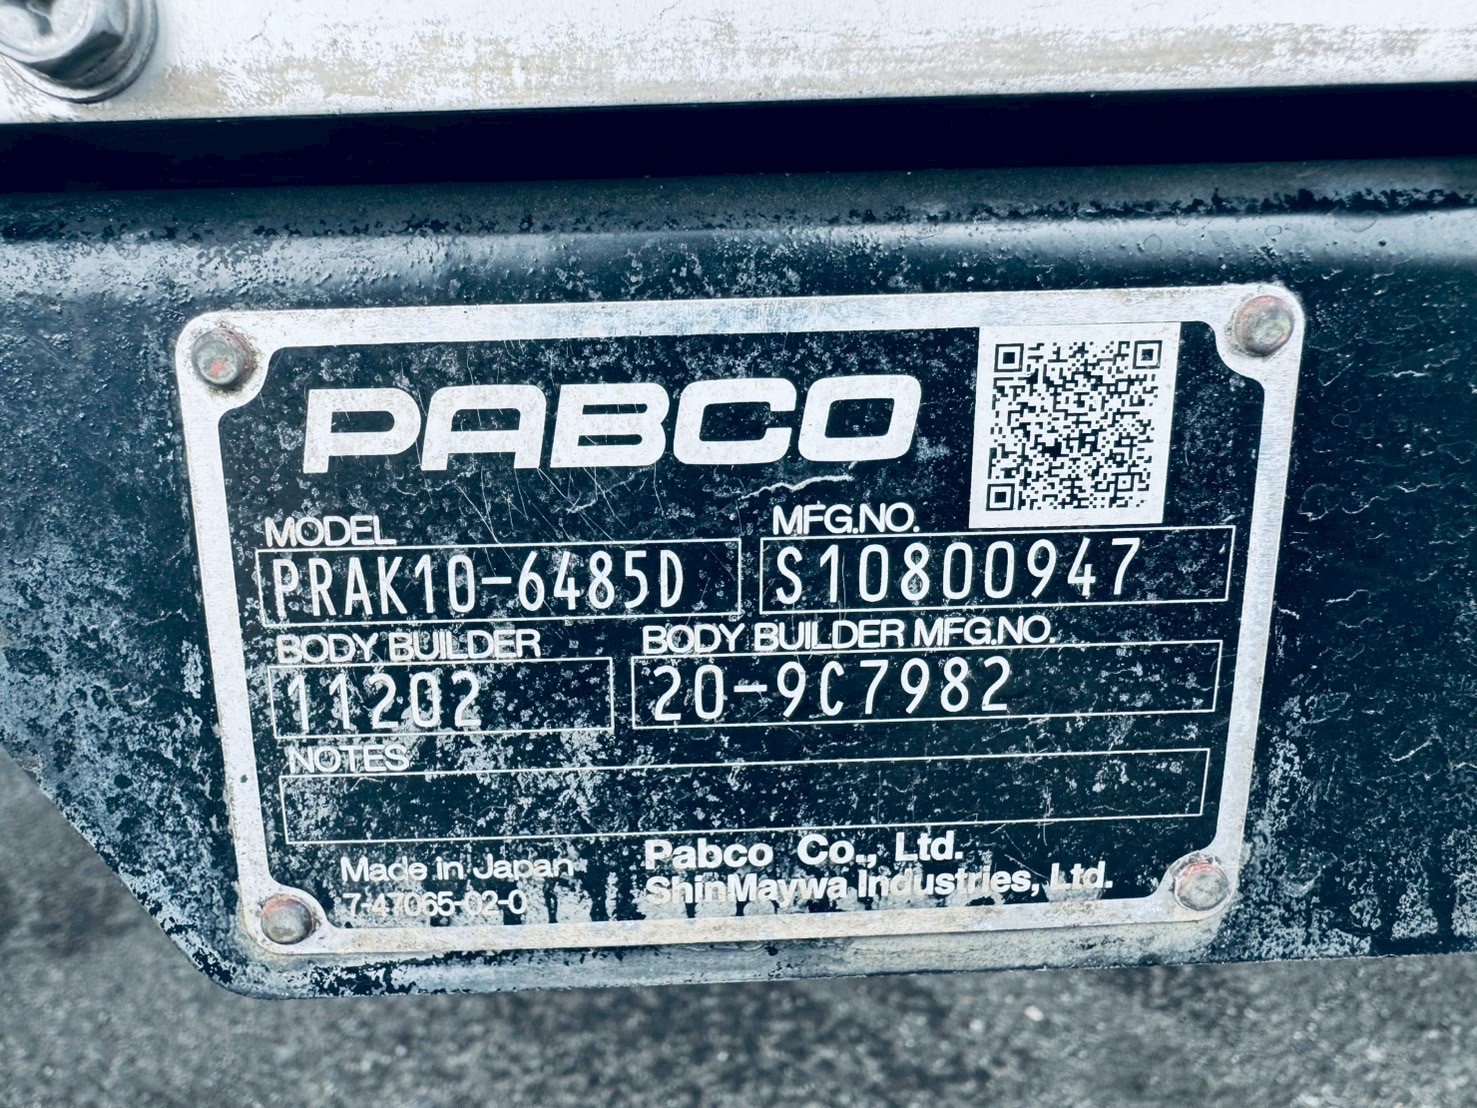 PABCO
MODEL
PRAK10-6485D
MFG.NO.
S10800947
BODY BUILDER
11202
BODY BUILDER MFG.NO.
20-9C7982
NOTES
Made in Japan
7-47065-02-0
Pabco Co., Ltd.
ShinMaywa Industries, Ltd.